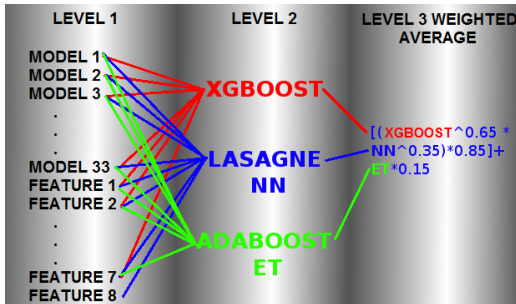 LEVEL 1
MODEL 1
MODEL 2
MODEL 3
.
.
.
MODEL 33
FEATURE 1
FEATURE 2
.
.
.
FEATURE 7
FEATURE 8
LEVEL 2
XGBOOST
LASAGNE
NN
ADABOOST
ET
LEVEL 3 WEIGHTED
AVERAGE
[(XGBOOST^0.65 *
NN^0.35)*0.85]+
ET*0.15